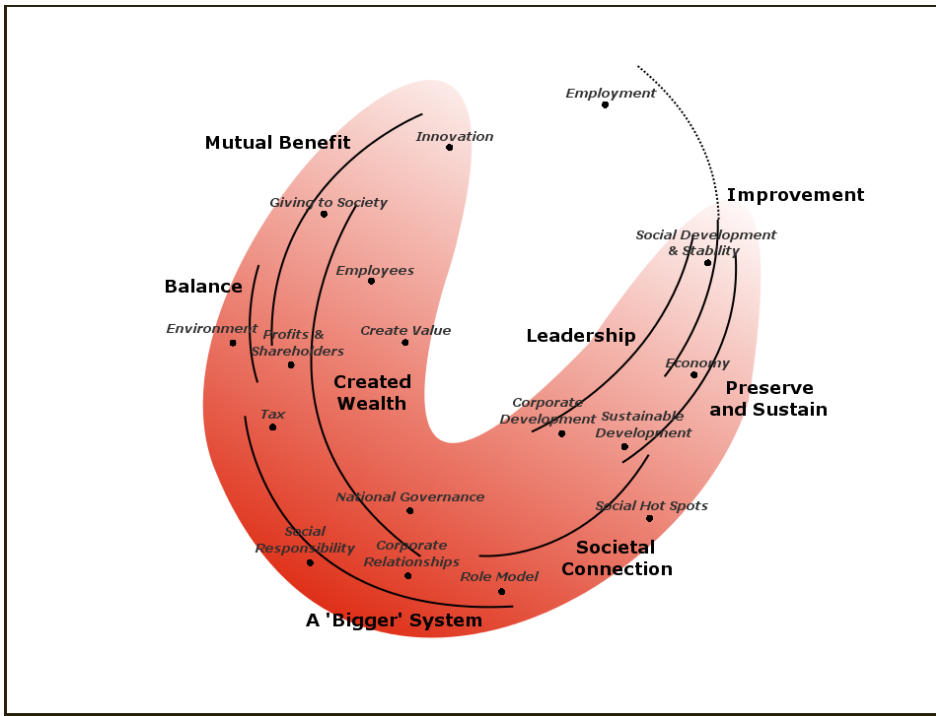 Employment
Innovation
Mutual Benefit
Improvement
Giving to Society
Social Development
& Stability
Employees
Balance
Environment
Profits &
Shareholders
Create Value
Leadership
Economy
Created
Wealth
Preserve
and Sustain
Corporate
Development
Sustainable
Development
Tax
National Governance
Social Hot Spots
Social
Responsibility
Corporate
Relationships
Societal
Connection
Role Model
A 'Bigger' System